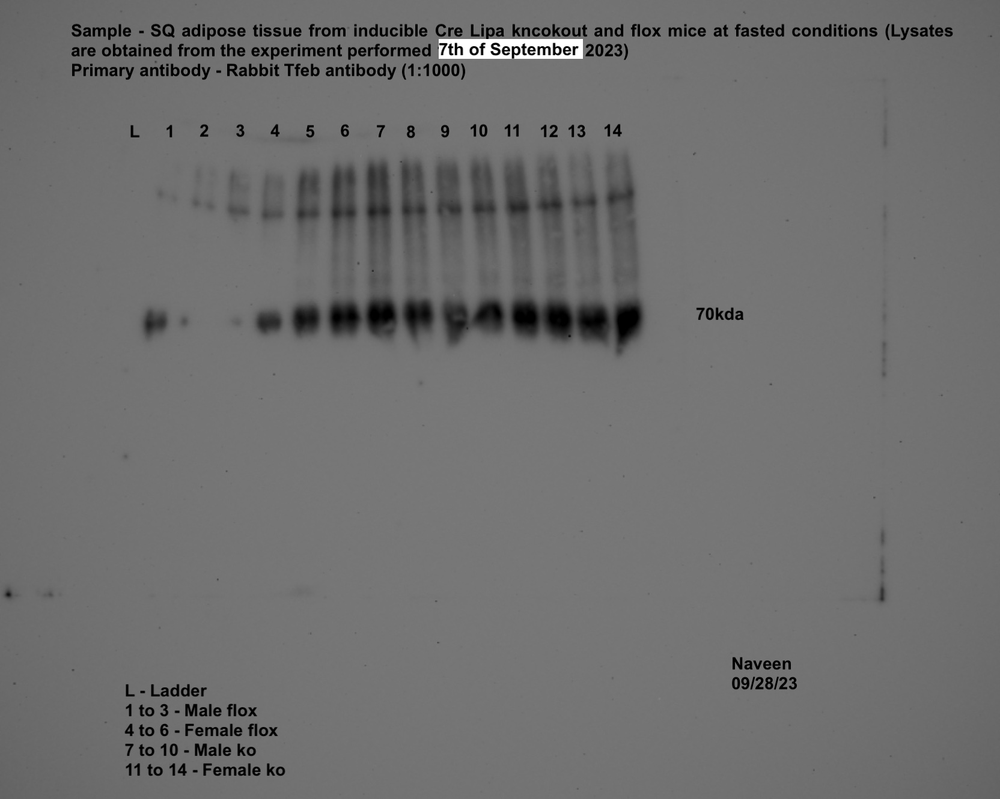 Sample - SQ adipose tissue from inducible Cre Lipa kncokout and flox mice at fasted conditions (Lysates
are obtained from the experiment performed 7th of September 2023)
Primary antibody - Rabbit Tfeb antibody (1:1000)
L 1 2 3 4 5 6 7 8 9 10 11 12 13 14
70kda
Naveen
09/28/23
L - Ladder
1 to 3 - Male flox
4 to 6 - Female flox
7 to 10 - Male ko
11 to 14 - Female ko